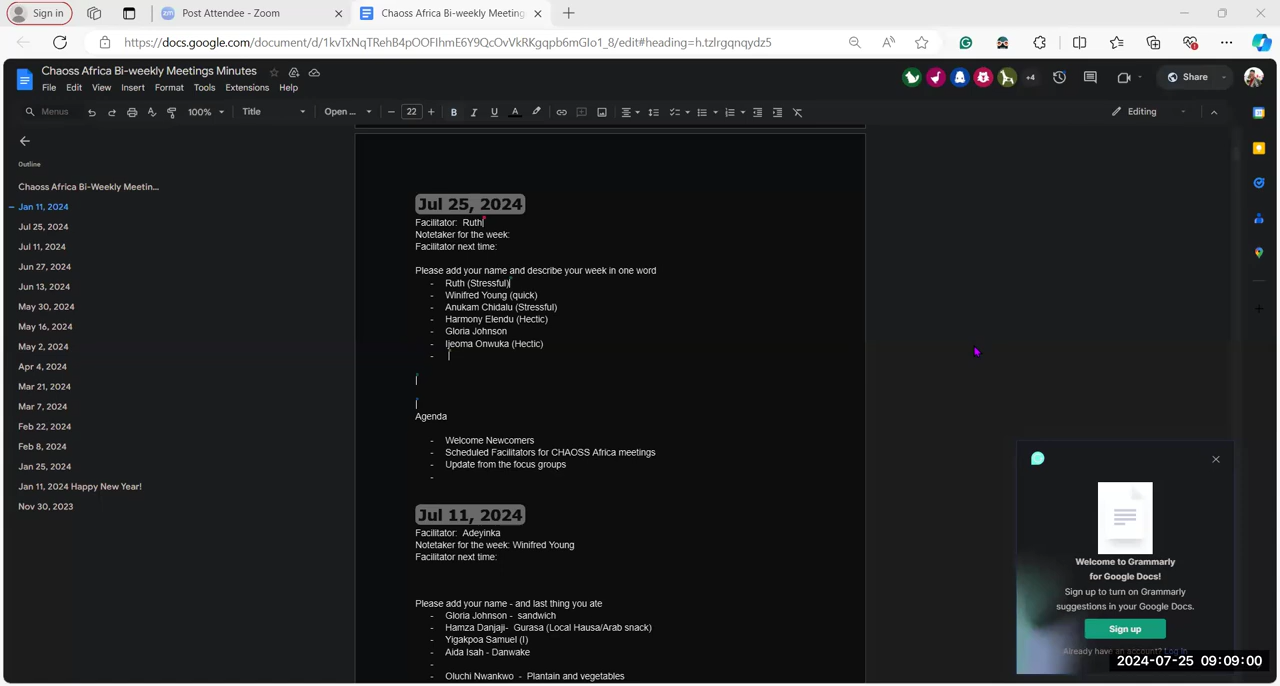 Sign in
Post Attendee - Zoom
Chaoss Africa Bi-weekly Meeting
https://docs.google.com/document/d/1kvTxNqTRehB4pOOFIhmE6Y9QcOvVkRKgqpb6mGIo1_8/edit#heading=h.tzlrgqnqydz5
Chaoss Africa Bi-weekly Meetings Minutes
File Edit View Insert Format Tools Extensions Help
+4
Share
Menus
100%
Title
Open ...
22
Editing
Outline
Chaoss Africa Bi-Weekly Meetin...
Jan 11, 2024
Jul 25, 2024
Jul 11, 2024
Jun 27, 2024
Jun 13, 2024
May 30, 2024
May 16, 2024
May 2, 2024
Apr 4, 2024
Mar 21, 2024
Mar 7, 2024
Feb 22, 2024
Feb 8, 2024
Jan 25, 2024
Jan 11, 2024 Happy New Year!
Nov 30, 2023
Jul 25, 2024
Facilitator: Ruth
Notetaker for the week:
Facilitator next time:
Please add your name and describe your week in one word
- Ruth (Stressful)
- Winifred Young (quick)
- Anukam Chidalu (Stressful)
- Harmony Elendu (Hectic)
- Gloria Johnson
- Ijeoma Onwuka (Hectic)
-
Agenda
- Welcome Newcomers
- Scheduled Facilitators for CHAOSS Africa meetings
- Update from the focus groups
-
Jul 11, 2024
Facilitator: Adeyinka
Notetaker for the week: Winifred Young
Facilitator next time:
Please add your name - and last thing you ate
- Gloria Johnson - sandwich
- Hamza Danjaji- Gurasa (Local Hausa/Arab snack)
- Yigakpoa Samuel (I)
- Aida Isah - Danwake
-
- Oluchi Nwankwo - Plantain and vegetables
Welcome to Grammarly
for Google Docs!
Sign up to turn on Grammarly
suggestions in your Google Docs.
Sign up
Already have an account? Log in
2024-07-25 09:09:00